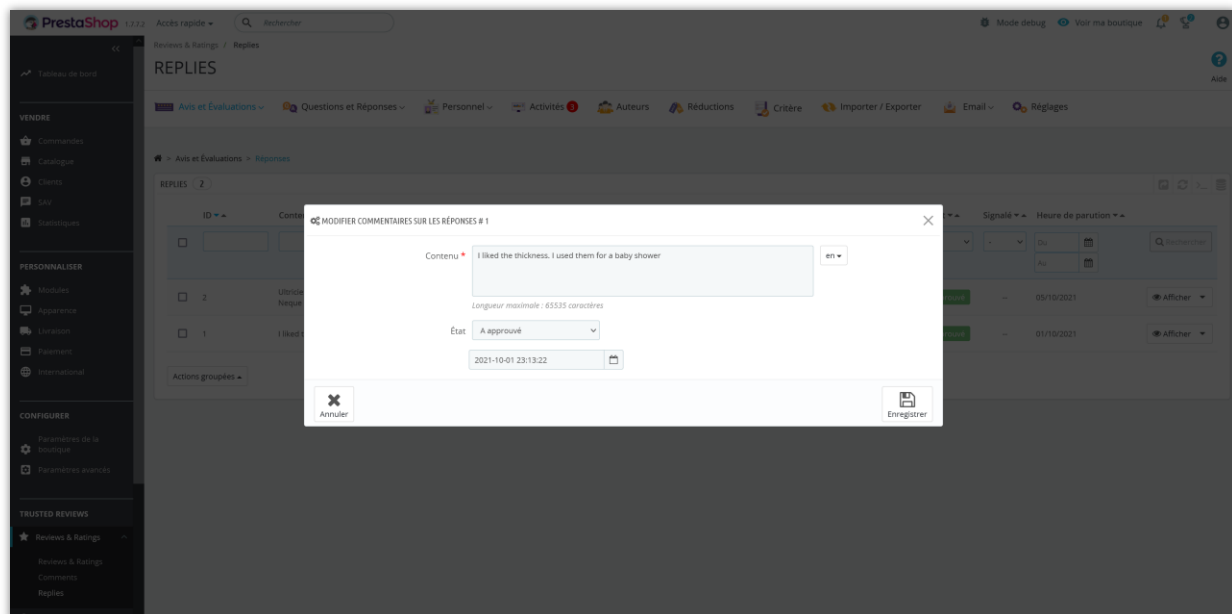 PrestaShop 1.7.7.2 Accès rapide Rechercher Mode debug Voir ma boutique
Reviews & Ratings / Replies
REPLIES
Aide
Avis et Évaluations Questions et Réponses Personnel Activités 3 Auteurs Réductions Critère Importer / Exporter Email Réglages
Avis et Évaluations > Réponses
REPLIES 2
ID Signalé Heure de parution
- Du Rechercher
Au
2 Ultricie
Neque
-- 05/10/2021 Afficher
1 I liked t -- 01/10/2021 Afficher
Actions groupées
MODIFIER COMMENTAIRES SUR LES RÉPONSES # 1
Contenu * I liked the thickness. I used them for a baby shower en
Longueur maximale : 65535 caractères
État A approuvé
2021-10-01 23:13:22
Annuler Enregistrer
Tableau de bord
VENDRE
Commandes
Catalogue
Clients
SAV
Statistiques
PERSONNALISER
Modules
Apparence
Livraison
Paiement
International
CONFIGURER
Paramètres de la
boutique
Paramètres avancés
TRUSTED REVIEWS
Reviews & Ratings
Reviews & Ratings
Comments
Replies